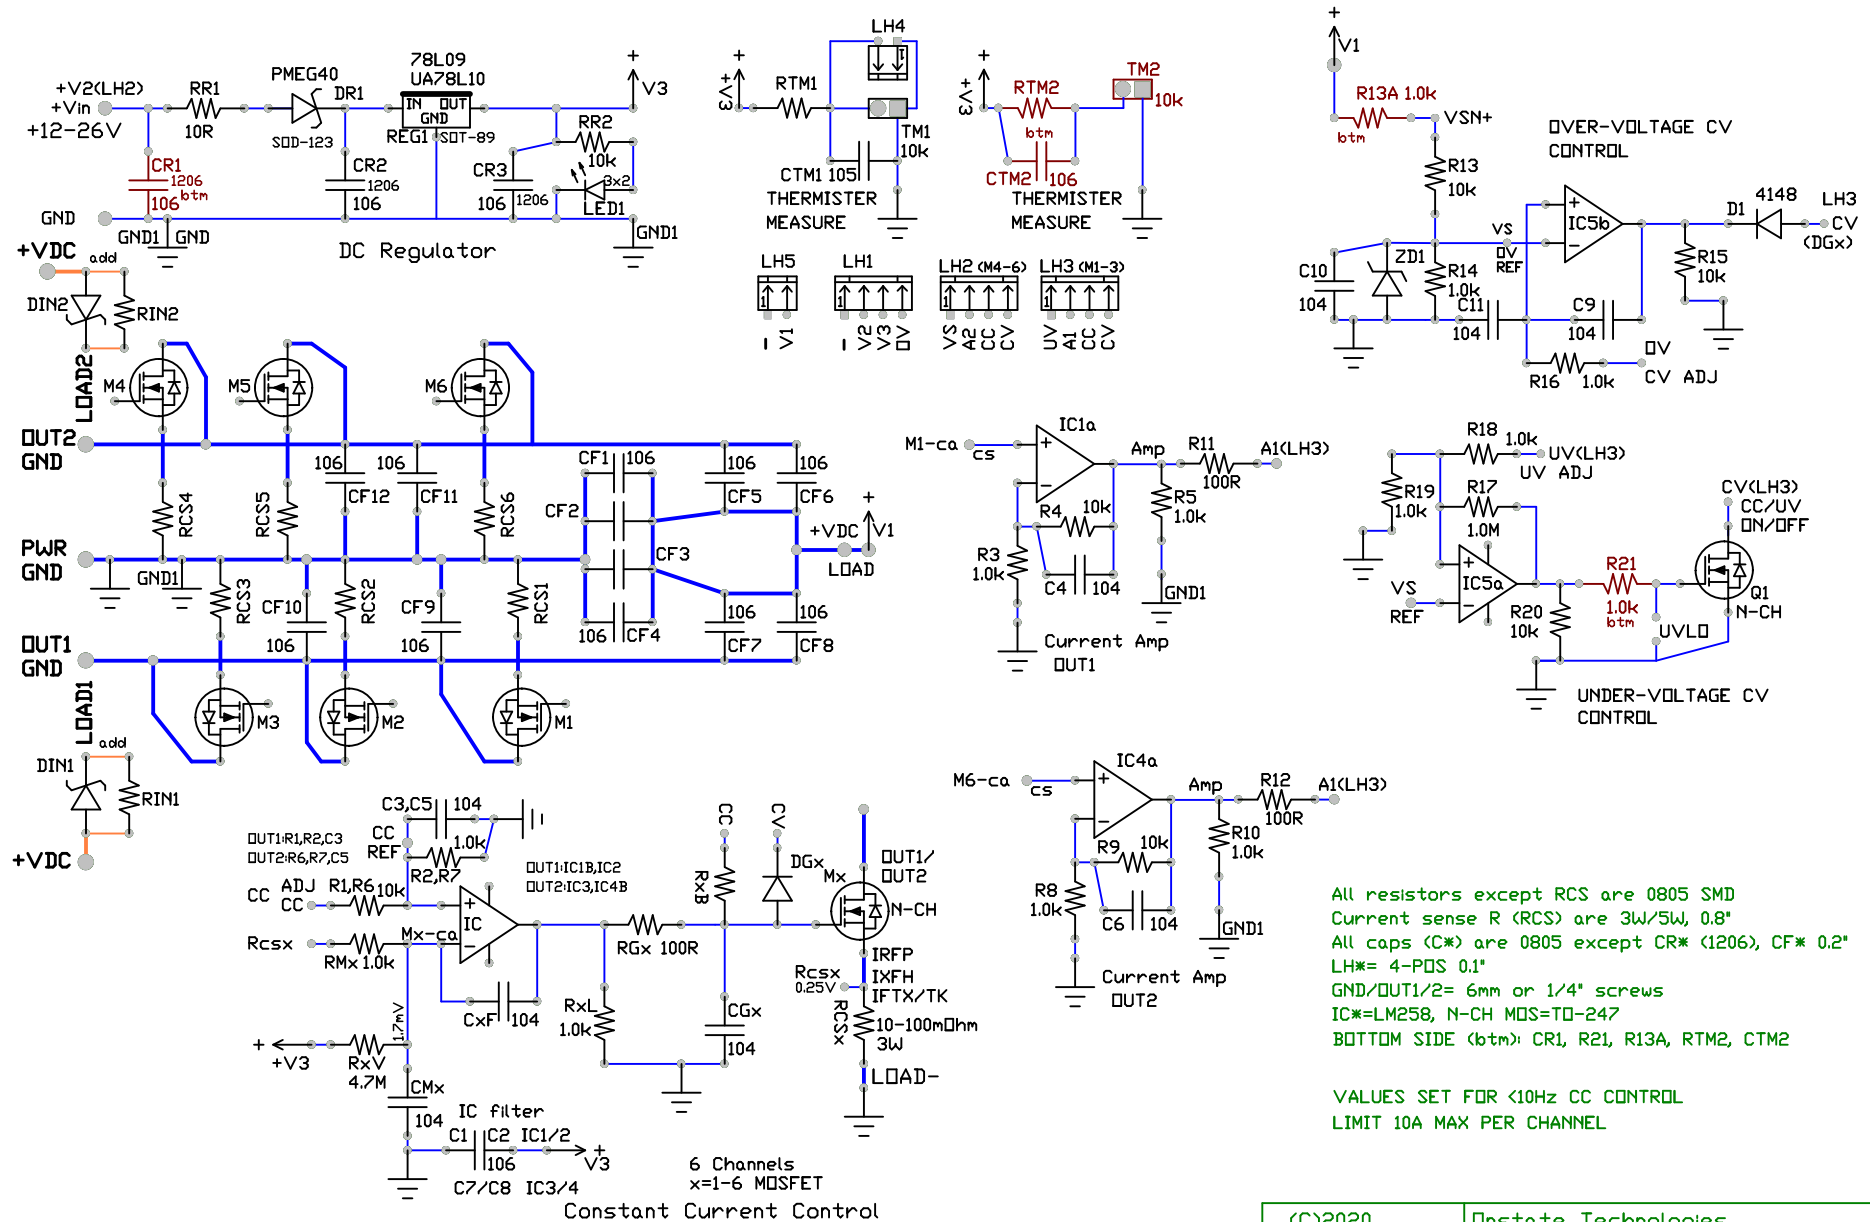 +V2(LH2)
+Vin
+12-26V
RR1
10R
PMEG40
DR1
SOD-123
78L09
UA78L10
IN OUT
GND
REG1
SOT-89
+
V3
RR2
10k
CR1
1206
btm
106
CR2
1206
106
CR3
1206
106
3x2
LED1
GND
GND1
GND
GND1
DC Regulator
+
+V3
RTM1
LH4
1
TM1
10k
CTM1
105
THERMISTER
MEASURE
+
+V3
RTM2
btm
TM2
10k
CTM2
106
THERMISTER
MEASURE
LH5
1
-
V1
LH1
1
-
V2
V3
OV
LH2 (M4-6)
1
VS
A2
CC
CV
LH3 (M1-3)
1
UV
A1
CC
CV
+
V1
R13A 1.0k
btm
VSN+
R13
10k
OVER-VOLTAGE CV
CONTROL
IC5b
+
-
VS
OV
REF
ZD1
C10
104
R14
1.0k
C11
104
C9
104
R16
1.0k
OV
CV ADJ
R15
10k
D1
4148
LH3
CV
(DGx)
+VDC
add
DIN2
RIN2
LOAD2
M4
M5
M6
OUT2
GND
RCS4
RCS5
RCS6
106
CF12
106
CF11
CF1
106
CF2
CF3
106
CF4
106
CF5
106
CF6
+VDC
+
V1
LOAD
PWR
GND
GND1
RCS3
CF10
106
RCS2
CF9
106
RCS1
106
CF7
106
CF8
OUT1
GND
LOAD1
M3
M2
M1
add
DIN1
RIN1
+VDC
M1-ca
cs
IC1a
+
-
Amp
R11
100R
A1(LH3)
R5
1.0k
R4
10k
R3
1.0k
C4
104
GND1
Current Amp
OUT1
R18
1.0k
UV(LH3)
UV ADJ
R19
1.0k
R17
1.0M
IC5a
+
-
VS
REF
R20
10k
R21
1.0k
btm
UVLO
CV(LH3)
CC/UV
ON/OFF
Q1
N-CH
UNDER-VOLTAGE CV
CONTROL
M6-ca
cs
IC4a
+
-
Amp
R12
100R
A1(LH3)
R10
1.0k
R9
10k
R8
1.0k
C6
104
GND1
Current Amp
OUT2
OUT1:R1,R2,C3
OUT2:R6,R7,C5
C3,C5
104
CC
REF
1.0k
R2,R7
OUT1:IC1B,IC2
OUT2:IC3,IC4B
CC
ADJ
CC
R1,R6
10k
Mx-ca
IC
+
-
Rcsx
RMx 1.0k
CxF
104
1.7mV
+
+V3
RxV
4.7M
CMx
104
IC filter
C1
C2
IC1/2
106
+
V3
C7/C8
IC3/4
RGx 100R
RxL
1.0k
CC
RxB
CV
DGx
CGx
104
Mx
OUT1/
OUT2
N-CH
IRFP
IXFH
IFTX/TK
Rcsx
0.25V
RCSx
10-100mOhm
3W
LOAD-
6 Channels
x=1-6 MOSFET
Constant Current Control
All resistors except RCS are 0805 SMD
Current sense R (RCS) are 3W/5W, 0.8"
All caps (C*) are 0805 except CR* (1206), CF* 0.2"
LH*= 4-POS 0.1"
GND/OUT1/2= 6mm or 1/4" screws
IC*=LM258, N-CH MOS=TO-247
BOTTOM SIDE (btm): CR1, R21, R13A, RTM2, CTM2
VALUES SET FOR <10Hz CC CONTROL
LIMIT 10A MAX PER CHANNEL
(C)2020
Onstate Technologies